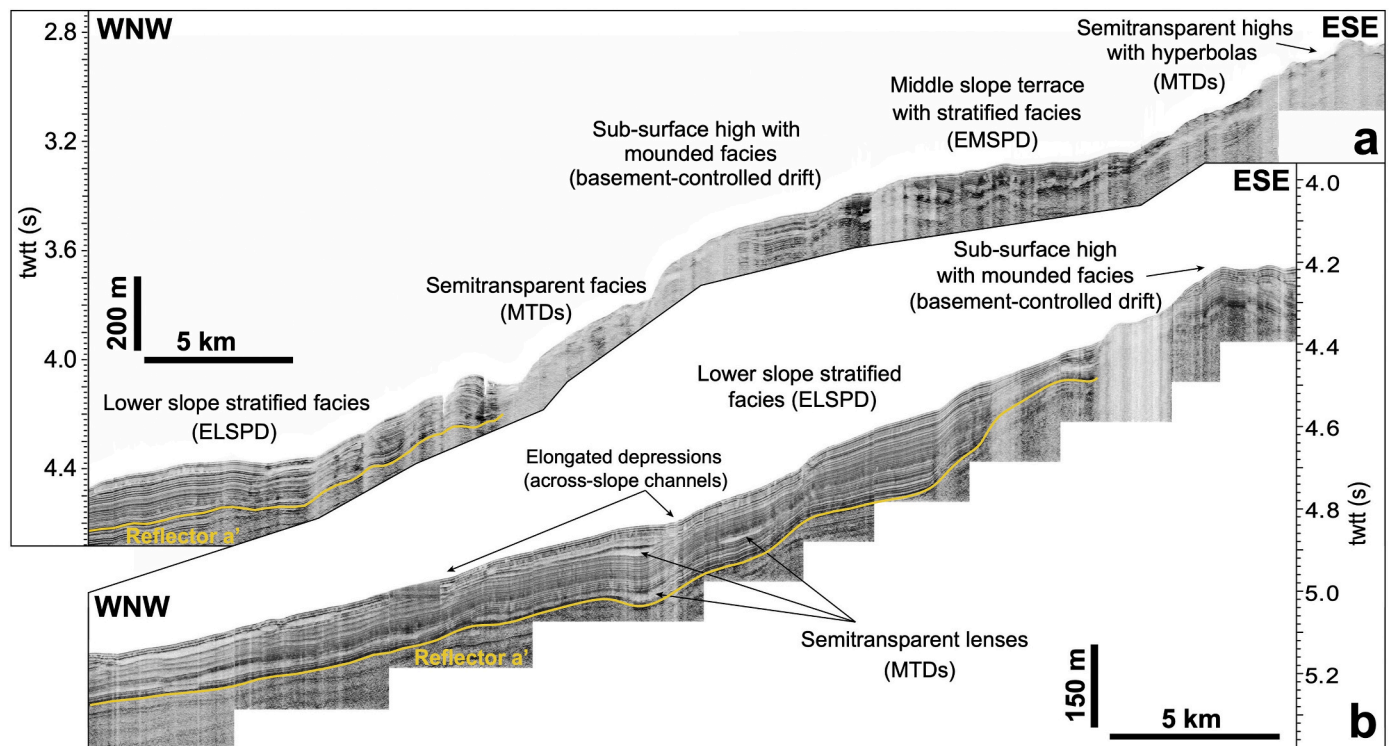 WNW
ESE
2.8
3.2
3.6
4.0
4.4
twtt (s)
Semitransparent highs
with hyperbolas
(MTDs)
Middle slope terrace
with stratified facies
(EMSPD)
Sub-surface high with
mounded facies
(basement-controlled drift)
Semitransparent facies
(MTDs)
200 m
5 km
Lower slope stratified facies
(ELSPD)
Reflector a’
a
ESE
4.0
4.2
4.4
4.6
4.8
5.0
5.2
twtt (s)
Sub-surface high
with mounded facies
(basement-controlled drift)
Lower slope stratified
facies (ELSPD)
Elongated depressions
(across-slope channels)
WNW
Semitransparent lenses
(MTDs)
Reflector a’
150 m
5 km
b